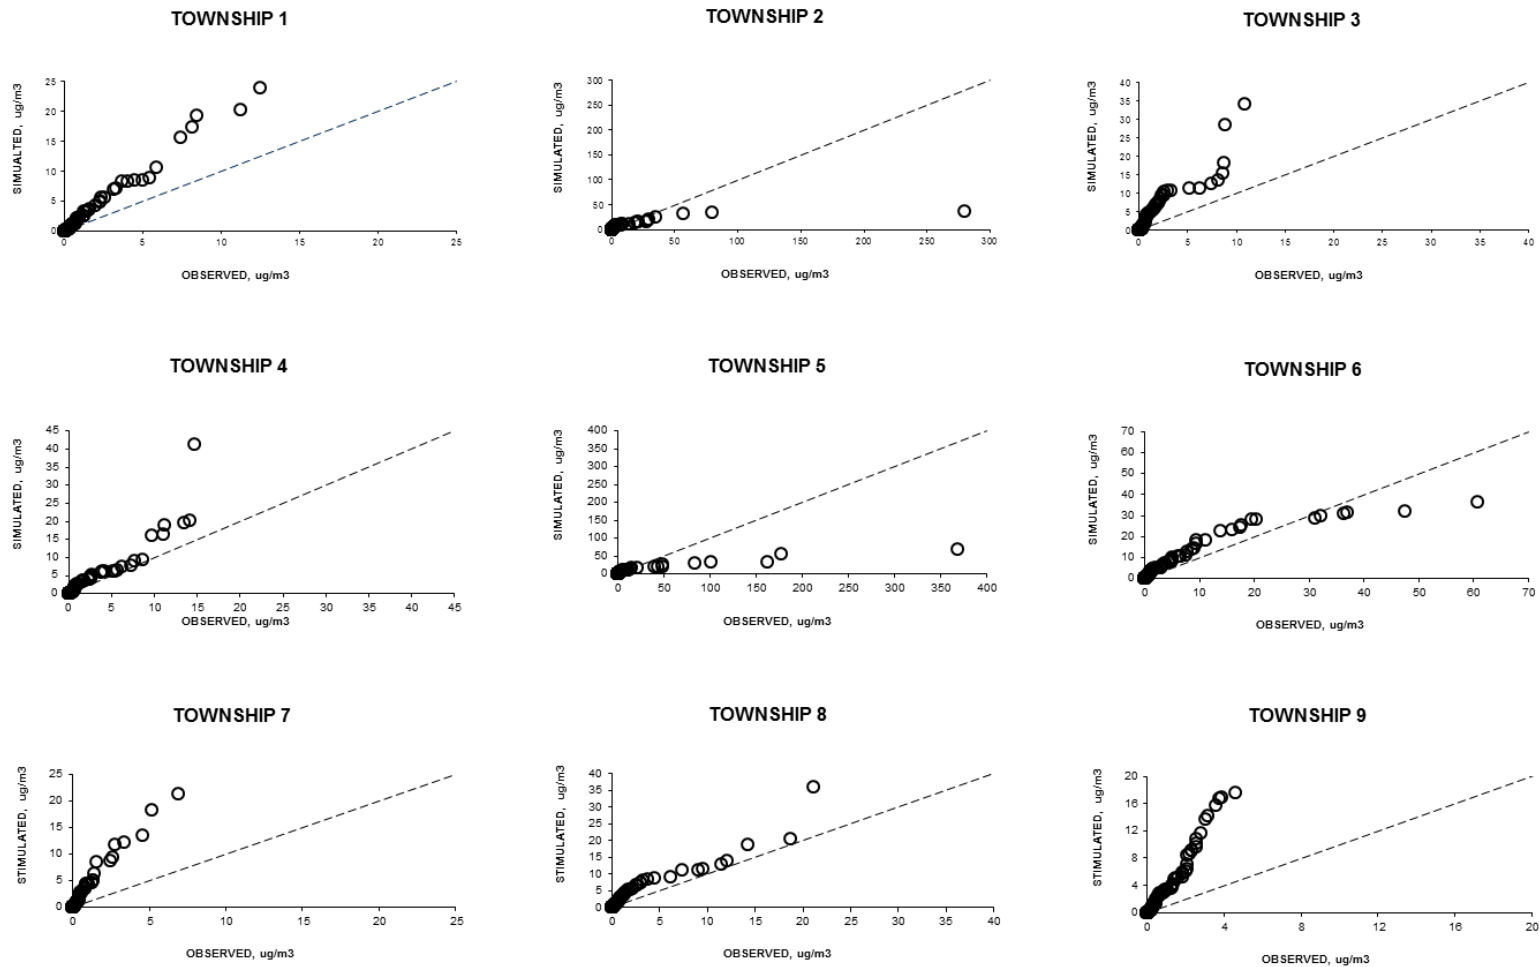 TOWNSHIP 1
TOWNSHIP 2
TOWNSHIP 3
SIMUALTED, ug/m3
25
20
15
10
5
0
0 5 10 15 20 25
OBSERVED, ug/m3
SIMULATED, ug/m3
300
250
200
150
100
50
0
0 50 100 150 200 250 300
OBSERVED, ug/m3
SIMULATED, ug/m3
40
35
30
25
20
15
10
5
0
0 5 10 15 20 25 30 35 40
OBSERVED, ug/m3
TOWNSHIP 4
TOWNSHIP 5
TOWNSHIP 6
SIMULATED, ug/m3
45
40
35
30
25
20
15
10
5
0
0 5 10 15 20 25 30 35 40 45
OBSERVED, ug/m3
SIMULATED, ug/m3
400
350
300
250
200
150
100
50
0
0 50 100 150 200 250 300 350 400
OBSERVED, ug/m3
SIMULATED, ug/m3
70
60
50
40
30
20
10
0
0 10 20 30 40 50 60 70
OBSERVED, ug/m3
TOWNSHIP 7
TOWNSHIP 8
TOWNSHIP 9
STIMULATED, ug/m3
25
20
15
10
5
0
0 5 10 15 20 25
OBSERVED, ug/m3
STIMULATED, ug/m3
40
35
30
25
20
15
10
5
0
0 5 10 15 20 25 30 35 40
OBSERVED, ug/m3
STIMULATED, ug/m3
20
16
12
8
4
0
0 4 8 12 16 20
OBSERVED, ug/m3